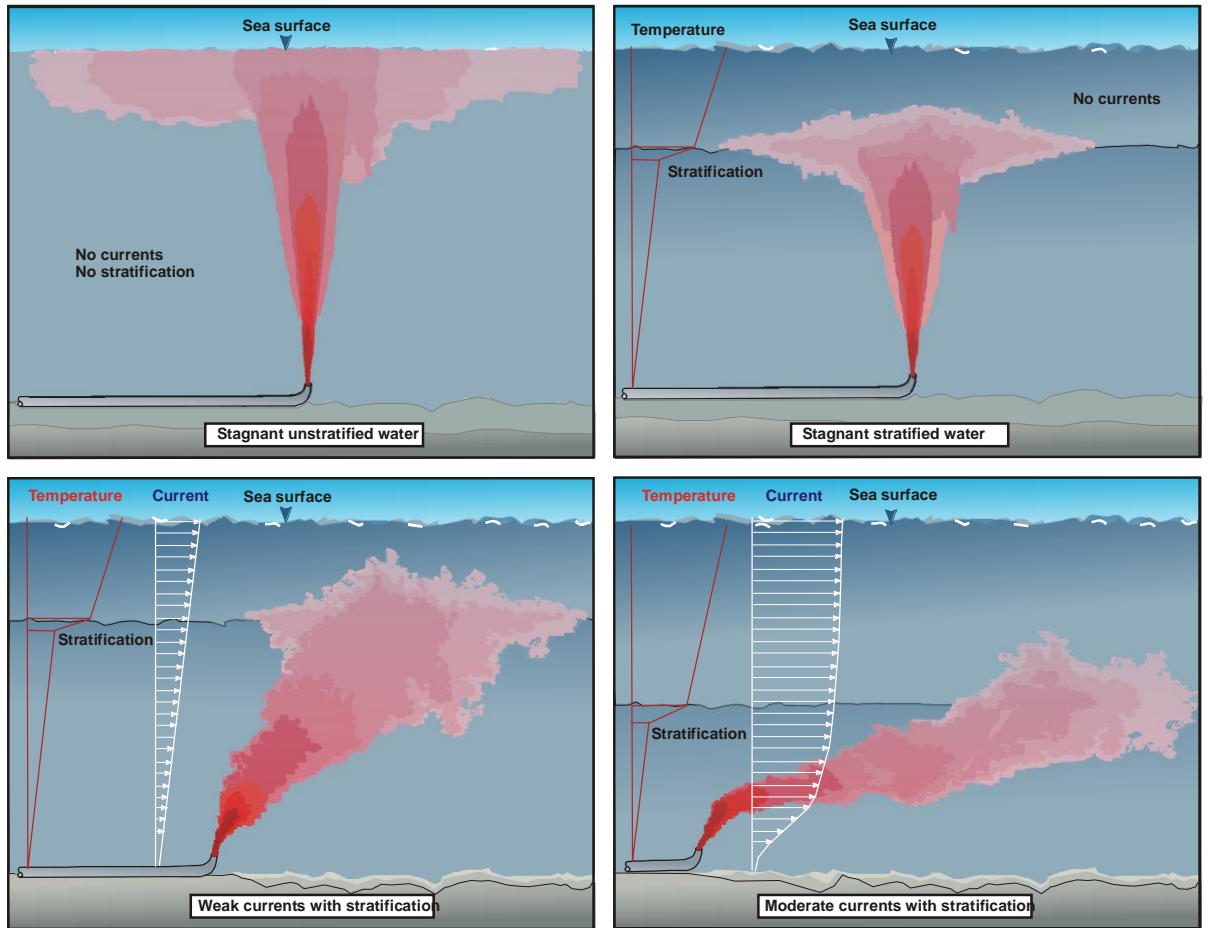 Sea surface
No currents
No stratification
Stagnant unstratified water
Temperature
Sea surface
No currents
Stratification
Stagnant stratified water
Temperature
Current
Sea surface
Stratification
Weak currents with stratification
Temperature
Current
Sea surface
Stratification
Moderate currents with stratification